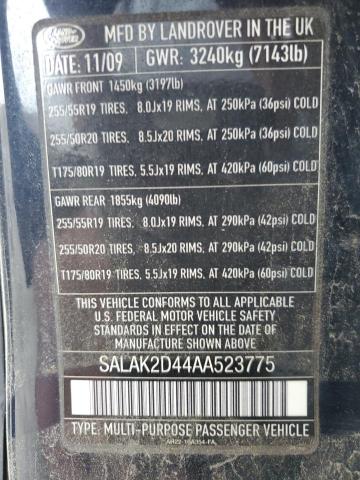 LAND ROVER
MFD BY LANDROVER IN THE UK
DATE: 11/09 GWR: 3240kg (7143lb)
GAWR FRONT 1450kg (3197lb)
255/55R19 TIRES, 8.0Jx19 RIMS, AT 250kPa (36psi) COLD
255/50R20 TIRES, 8.5Jx20 RIMS, AT 250kPa (36psi) COLD
T175/80R19 TIRES, 5.5Jx19 RIMS, AT 420kPa (60psi) COLD
GAWR REAR 1855kg (4090lb)
255/55R19 TIRES, 8.0Jx19 RIMS, AT 290kPa (42psi) COLD
255/50R20 TIRES, 8.5Jx20 RIMS, AT 290kPa (42psi) COLD
T175/80R19 TIRES, 5.5Jx19 RIMS, AT 420kPa (60psi) COLD
THIS VEHICLE CONFORMS TO ALL APPLICABLE
U.S. FEDERAL MOTOR VEHICLE SAFETY
STANDARDS IN EFFECT ON THE DATE OF
MANUFACTURE SHOWN ABOVE
SALAK2D44AA523775
TYPE: MULTI-PURPOSE PASSENGER VEHICLE